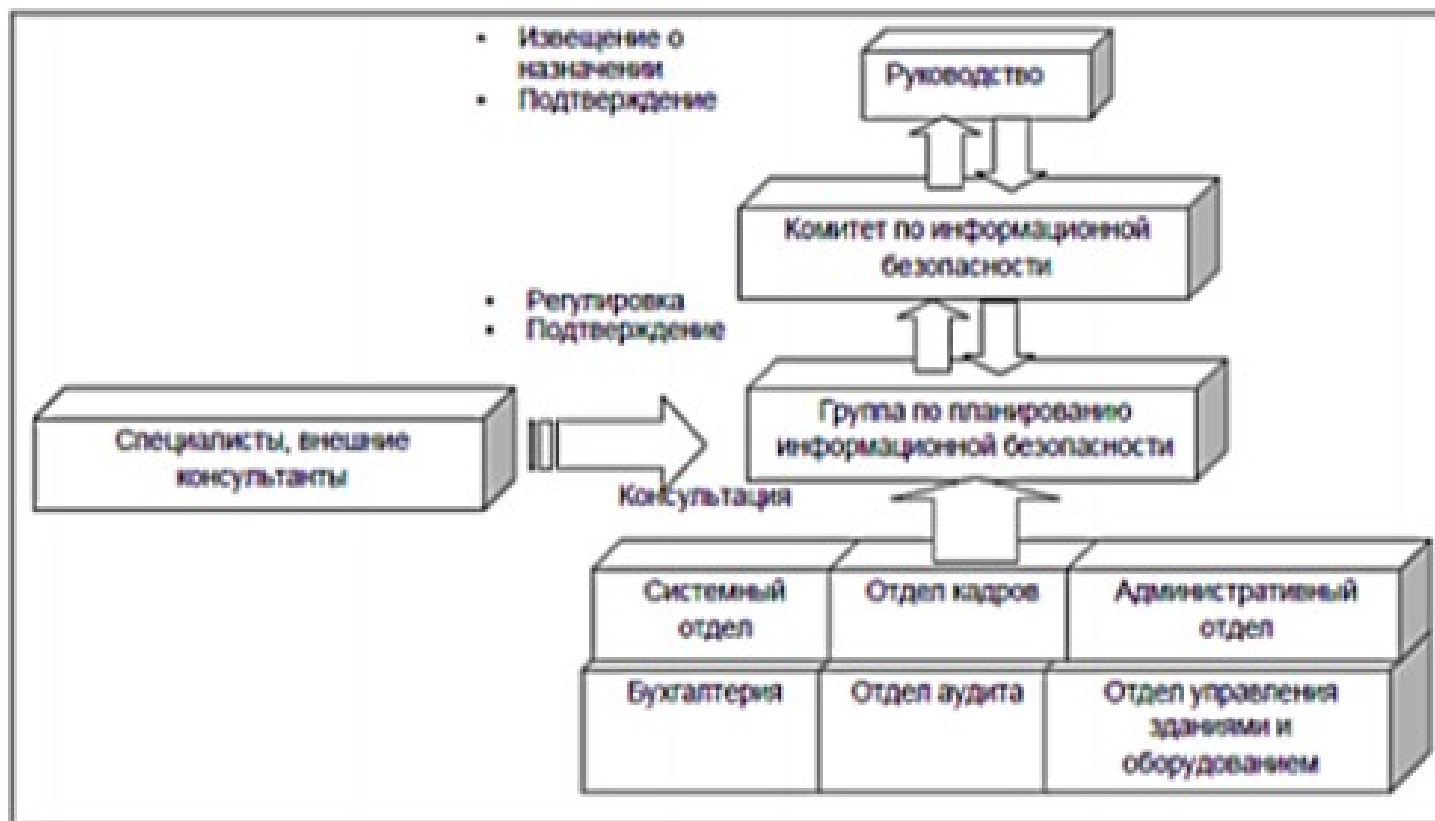 • Извещение о
назначении
• Подтверждение
Руководство
Комитет по информационной
безопасности
• Регулировка
• Подтверждение
Группа по планированию
информационной безопасности
Специалисты, внешние
консультанты
Консультация
Системный
отдел
Отдел кадров
Административный
отдел
Бухгалтерия
Отдел аудита
Отдел управления
зданиями и
оборудованием